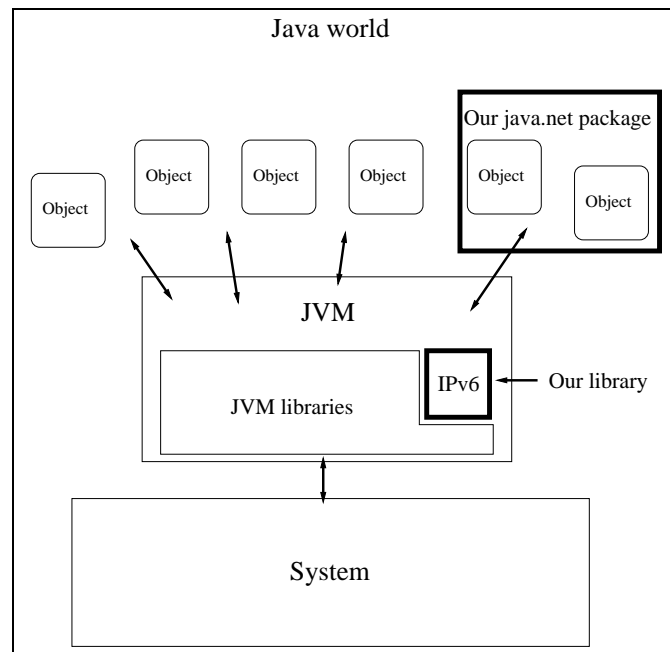 Java world
Our java.net package
Object
Object
Object
Object
Object
Object
JVM
IPv6
Our library
JVM libraries
System